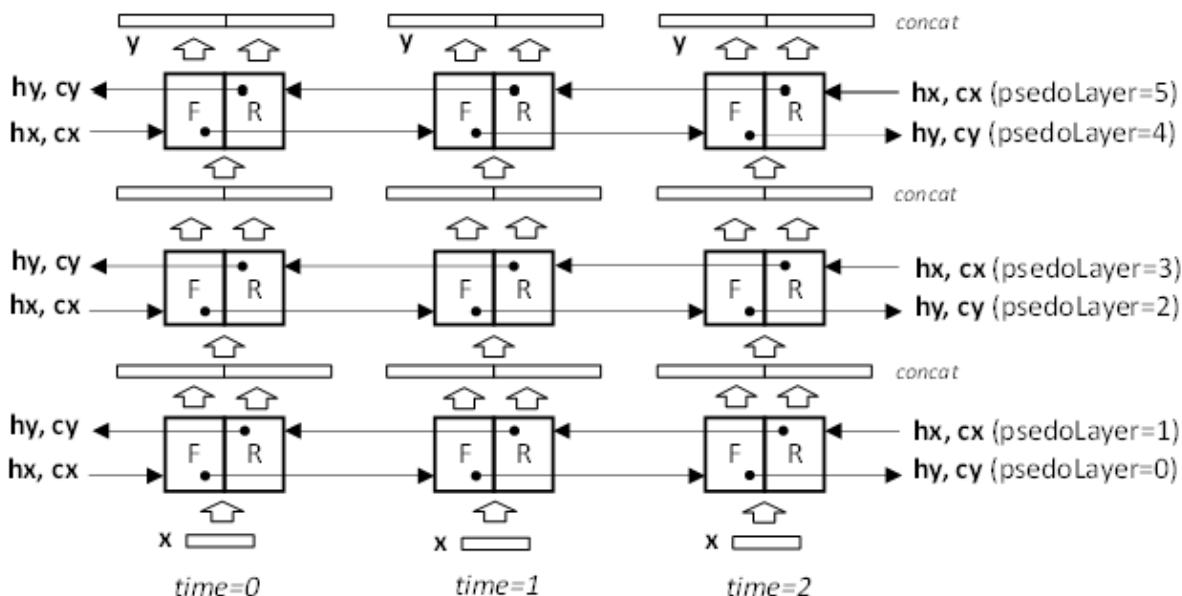 concat
y y y
hy, cy hx, cx (psedoLayer=5)
F R F R F R
hx, cx hy, cy (psedoLayer=4)
concat
hy, cy hx, cx (psedoLayer=3)
F R F R F R
hx, cx hy, cy (psedoLayer=2)
concat
hy, cy hx, cx (psedoLayer=1)
F R F R F R
hx, cx hy, cy (psedoLayer=0)
x x x
time=0 time=1 time=2